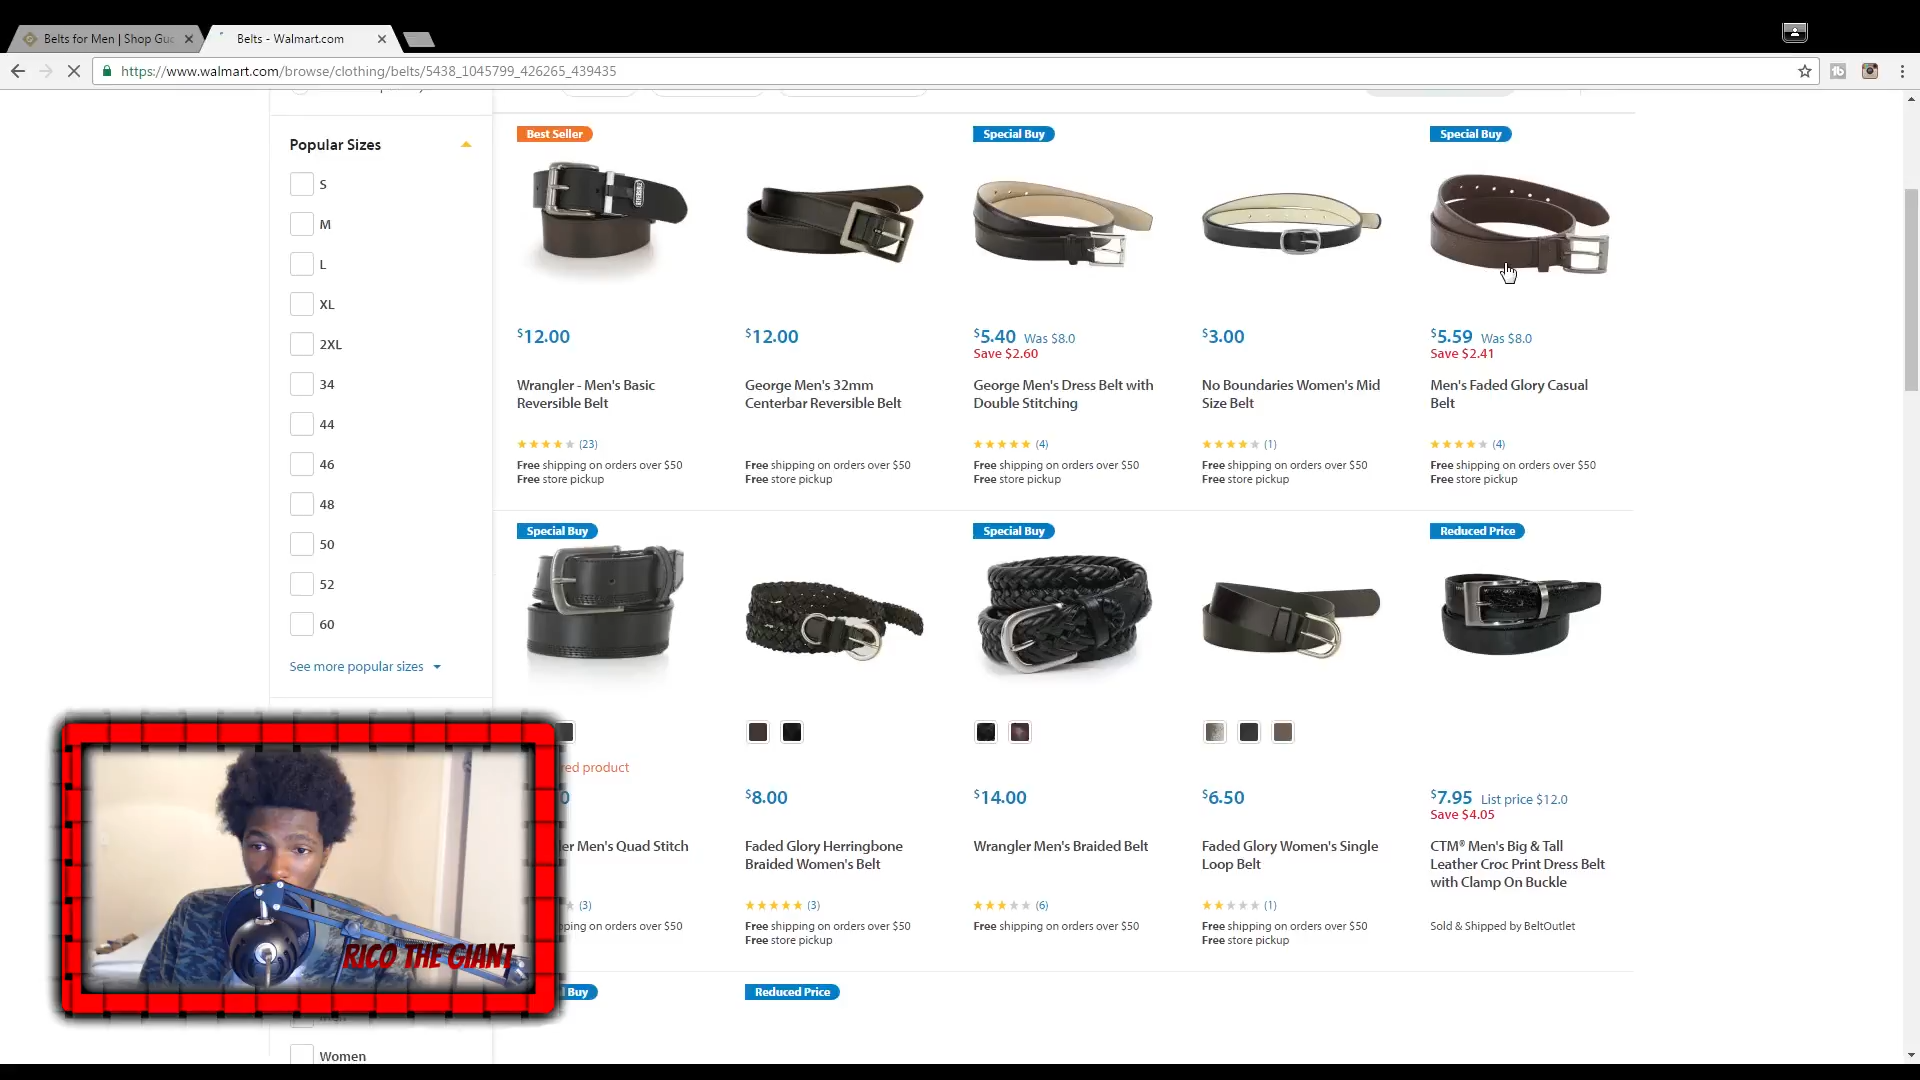 Belts for Men | Shop Guc
Belts - Walmart.com
https://www.walmart.com/browse/clothing/belts/5438_1045799_426265_439435
Popular Sizes
S
M
L
XL
2XL
34
44
46
48
50
52
60
See more popular sizes
Women
Best Seller
$12.00
Wrangler - Men's Basic
Reversible Belt
(23)
Free shipping on orders over $50
Free store pickup
$12.00
George Men's 32mm
Centerbar Reversible Belt
Free shipping on orders over $50
Free store pickup
Special Buy
$5.40 Was $8.0
Save $2.60
George Men's Dress Belt with
Double Stitching
(4)
Free shipping on orders over $50
Free store pickup
$3.00
No Boundaries Women's Mid
Size Belt
(1)
Free shipping on orders over $50
Free store pickup
Special Buy
$5.59 Was $8.0
Save $2.41
Men's Faded Glory Casual
Belt
(4)
Free shipping on orders over $50
Free store pickup
Special Buy
red product
0
er Men's Quad Stitch
(3)
ng on orders over $50
$8.00
Faded Glory Herringbone
Braided Women's Belt
(3)
Free shipping on orders over $50
Free store pickup
Special Buy
$14.00
Wrangler Men's Braided Belt
(6)
Free shipping on orders over $50
$6.50
Faded Glory Women's Single
Loop Belt
(1)
Free shipping on orders over $50
Free store pickup
Reduced Price
$7.95 List price $12.0
Save $4.05
CTM® Men's Big & Tall
Leather Croc Print Dress Belt
with Clamp On Buckle
Sold & Shipped by BeltOutlet
Buy
Reduced Price
RICO THE GIANT